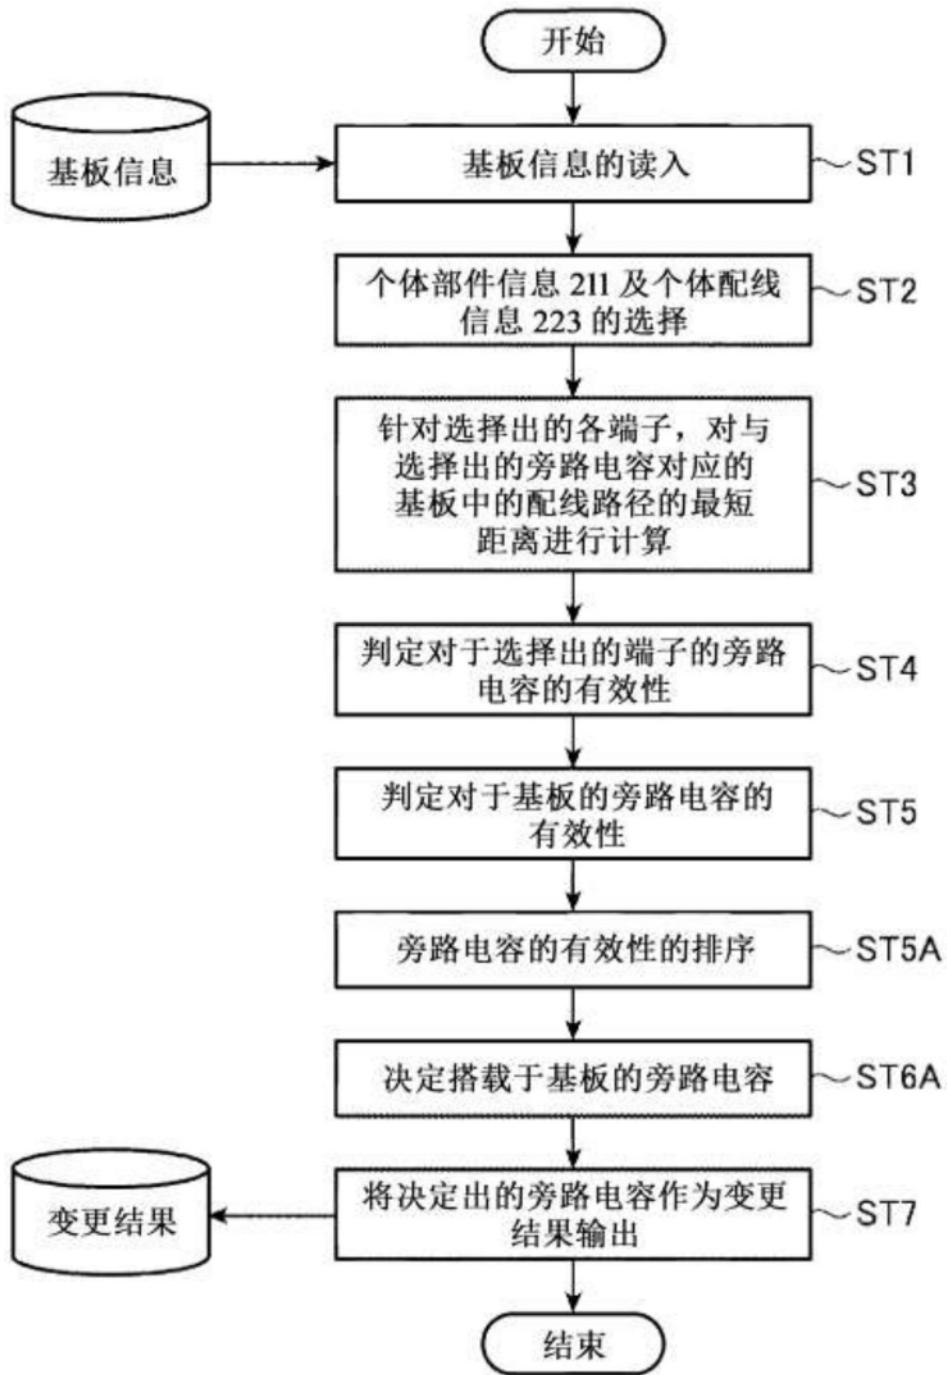 开始
基板信息
基板信息的读入
ST1
个体部件信息 211 及个体配线
信息 223 的选择
ST2
针对选择出的各端子，对与
选择出的旁路电容对应的
基板中的配线路径的最短
距离进行计算
ST3
判定对于选择出的端子的旁路
电容的有效性
ST4
判定对于基板的旁路电容的
有效性
ST5
旁路电容的有效性的排序
ST5A
决定搭载于基板的旁路电容
ST6A
变更结果
将决定出的旁路电容作为变更
结果输出
ST7
结束